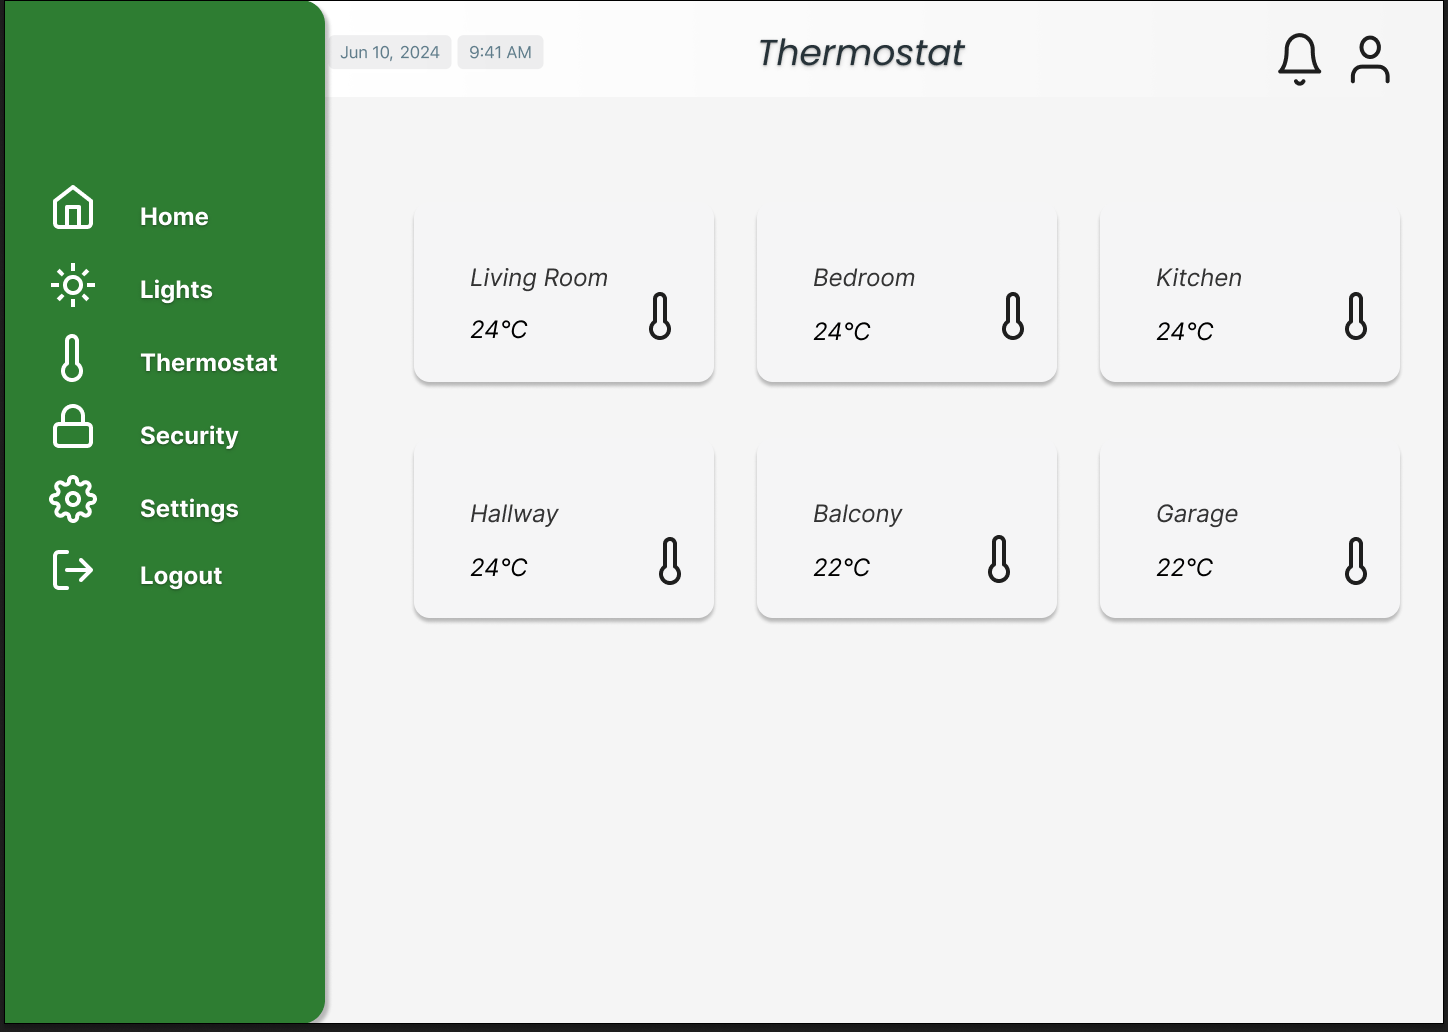 Jun 10, 2024 9:41 AM
Thermostat
Home
Lights
Thermostat
Security
Settings
Logout
Living Room
24°C
Bedroom
24°C
Kitchen
24°C
Hallway
24°C
Balcony
22°C
Garage
22°C